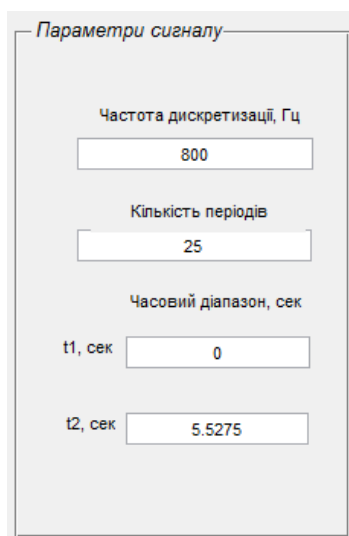 Параметри сигналу
Частота дискретизації, Гц
800
Кількість періодів
25
Часовий діапазон, сек
t1, сек
0
t2, сек
5.5275